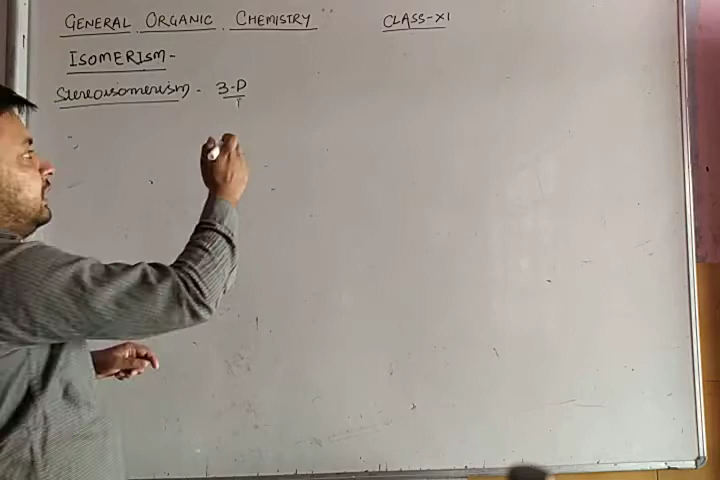 GENERAL ORGANIC CHEMISTRY CLASS-XI
ISOMERISM-
Stereoisomerism - 3-D